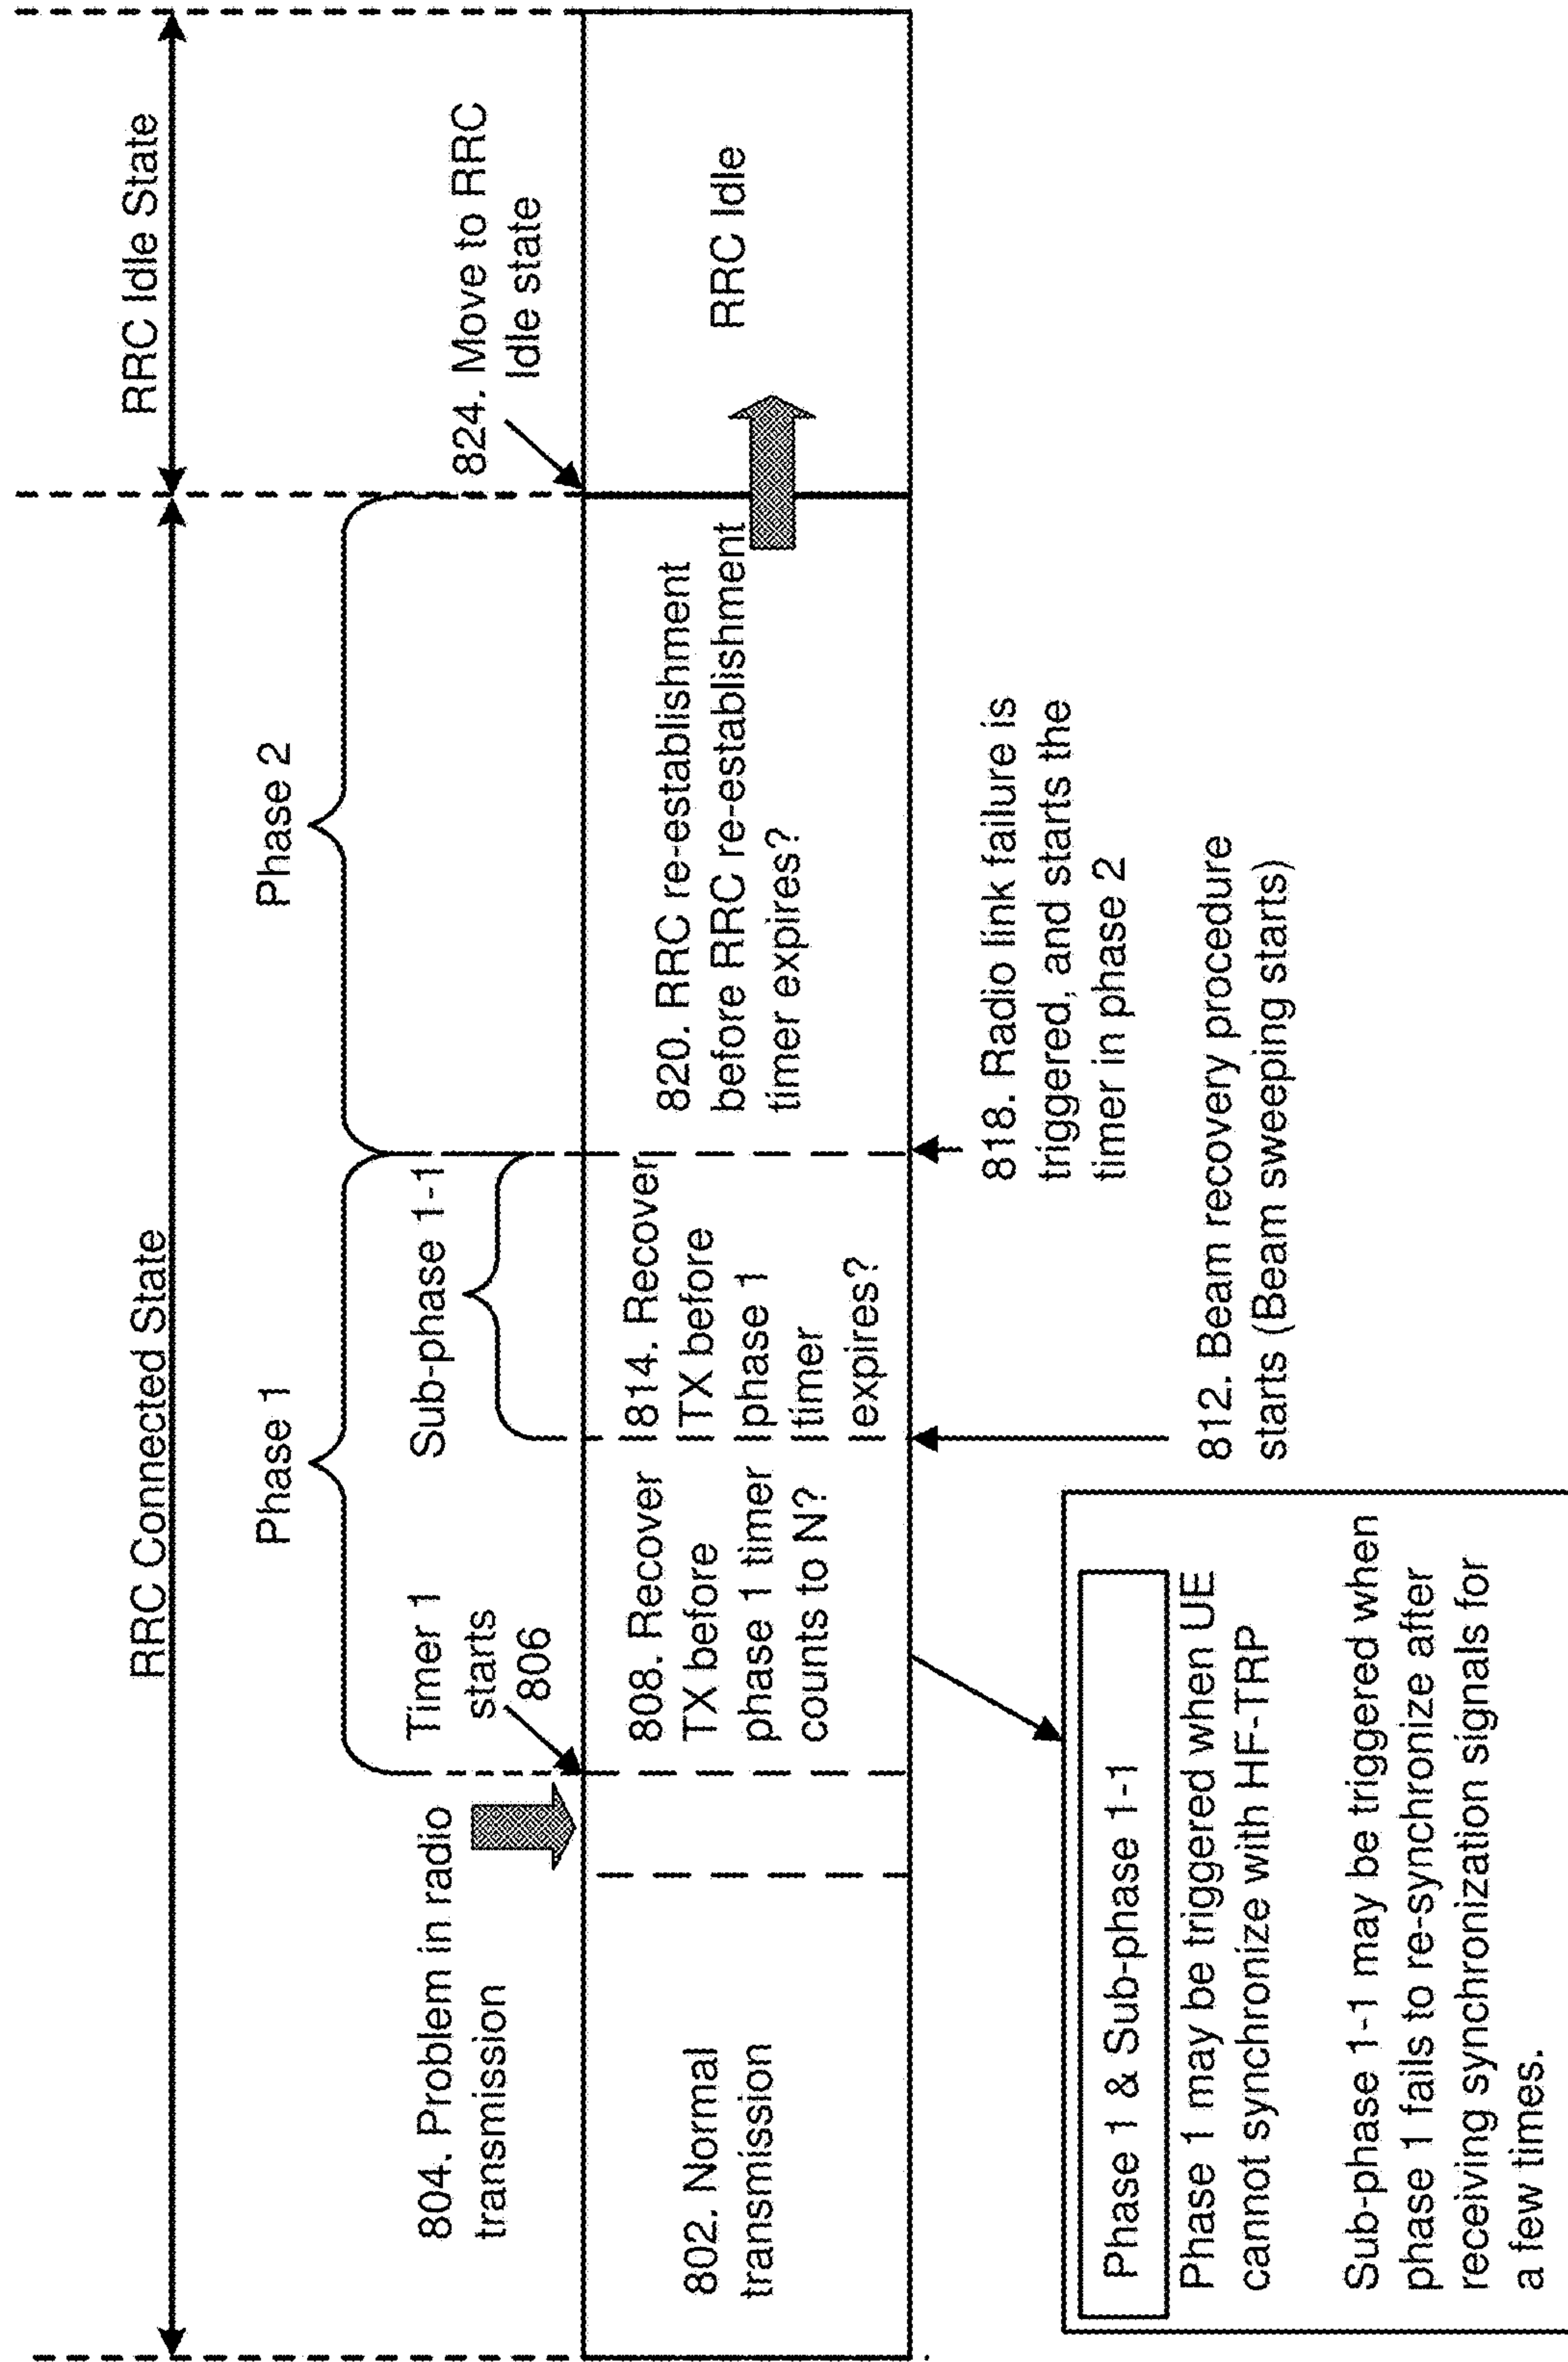 RRC Connected State
RRC Idle State
Phase 1
Phase 2
804. Problem in radio
transmission
Timer 1
starts
806
Sub-phase 1-1
824. Move to RRC
Idle state
802. Normal
transmission
808. Recover
TX before
phase 1 timer
counts to N?
814. Recover
TX before
phase 1
timer
expires?
820. RRC re-establishment
before RRC re-establishment
timer expires?
RRC Idle
818. Radio link failure is
triggered, and starts the
timer in phase 2
812. Beam recovery procedure
starts (Beam sweeping starts)
Phase 1 & Sub-phase 1-1
Phase 1 may be triggered when UE
cannot synchronize with HF-TRP
Sub-phase 1-1 may be triggered when
phase 1 fails to re-synchronize after
receiving synchronization signals for
a few times.